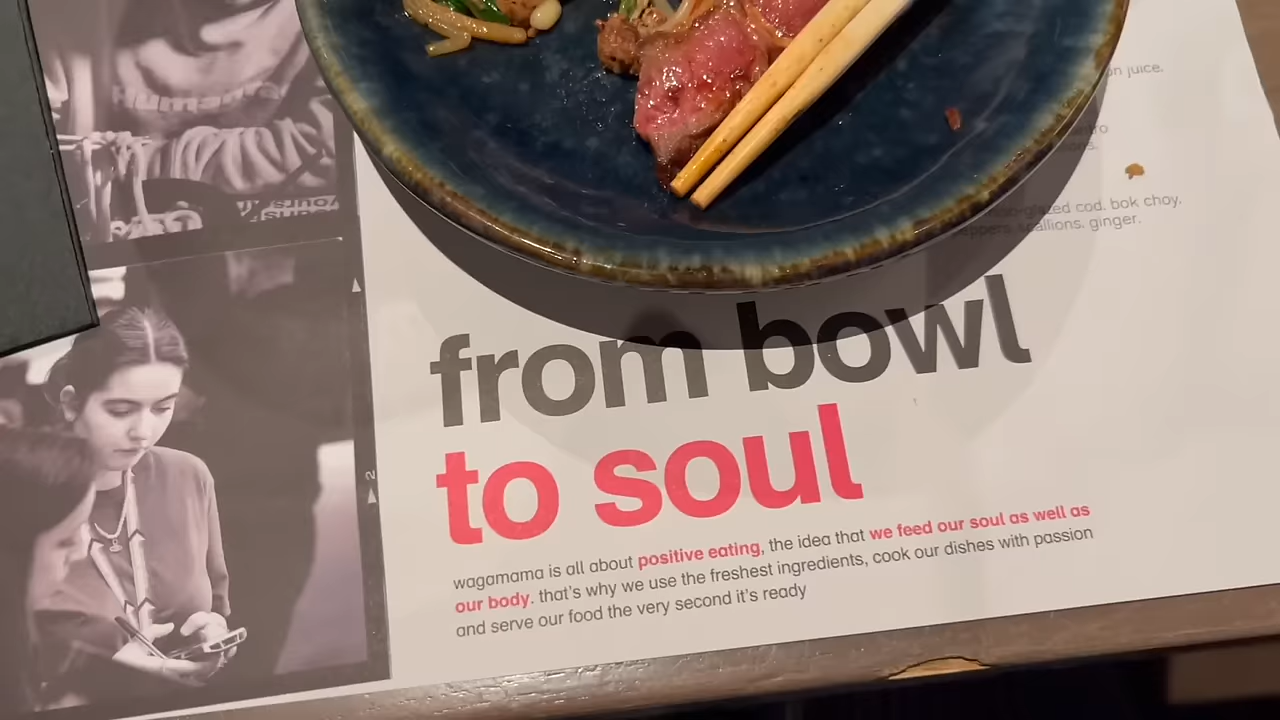 juice.
glazed cod. bok choy.
scallions. ginger.
from bowl
to soul
wagamama is all about positive eating, the idea that we feed our soul as well as
our body. that's why we use the freshest ingredients, cook our dishes with passion
and serve our food the very second it's ready
2